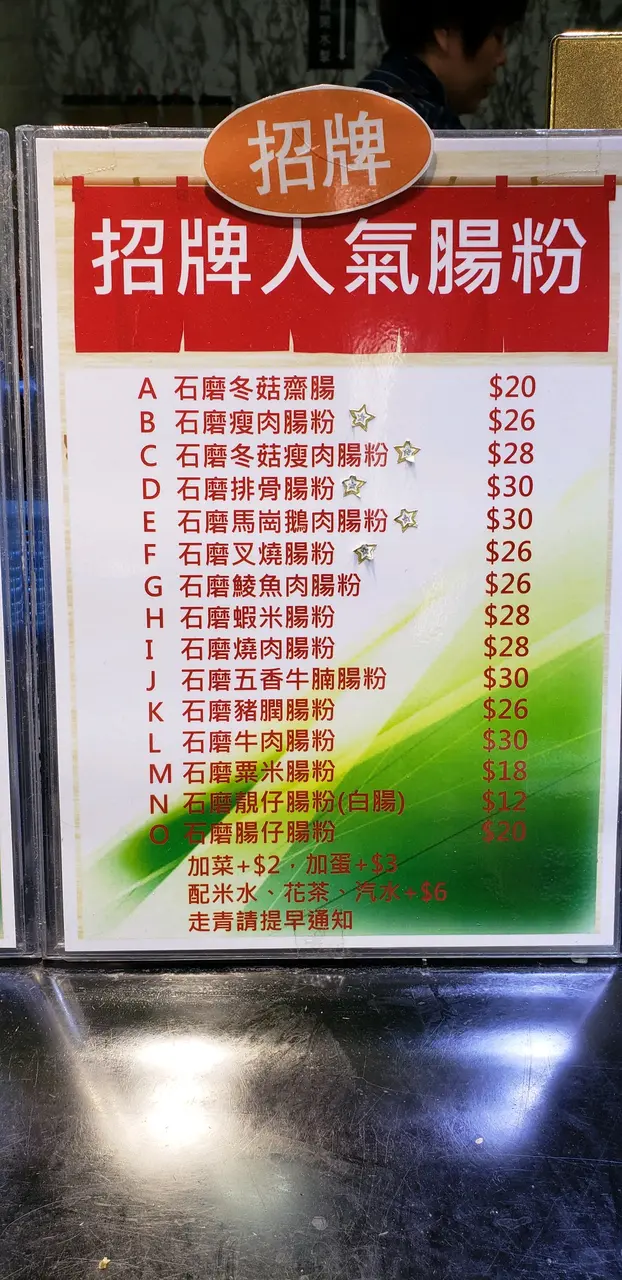 招牌
招牌人氣腸粉
A 石磨冬菇齋腸 $20
B 石磨瘦肉腸粉 $26
C 石磨冬菇瘦肉腸粉 $28
D 石磨排骨腸粉 $30
E 石磨馬崗鵝肉腸粉 $30
F 石磨叉燒腸粉 $26
G 石磨鯪魚肉腸粉 $26
H 石磨蝦米腸粉 $28
I 石磨燒肉腸粉 $28
J 石磨五香牛腩腸粉 $30
K 石磨豬膶腸粉 $26
L 石磨牛肉腸粉 $30
M 石磨粟米腸粉 $18
N 石磨靚仔腸粉(白腸) $12
O 石磨腸仔腸粉 $20
加菜+$2，加蛋+$3
配米水、花茶、汽水+$6
走青請提早通知